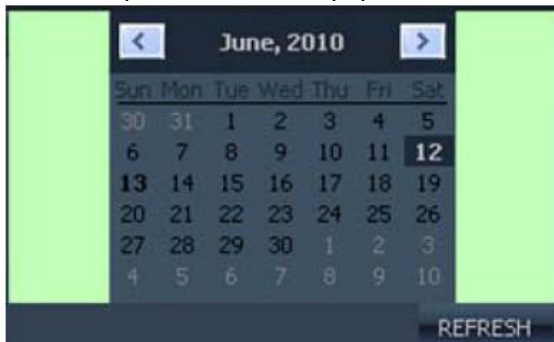 < June, 2010 >
Sun Mon Tue Wed Thu Fri Sat
30 31 1 2 3 4 5
6 7 8 9 10 11 12
13 14 15 16 17 18 19
20 21 22 23 24 25 26
27 28 29 30 1 2 3
4 5 6 7 8 9 10
REFRESH